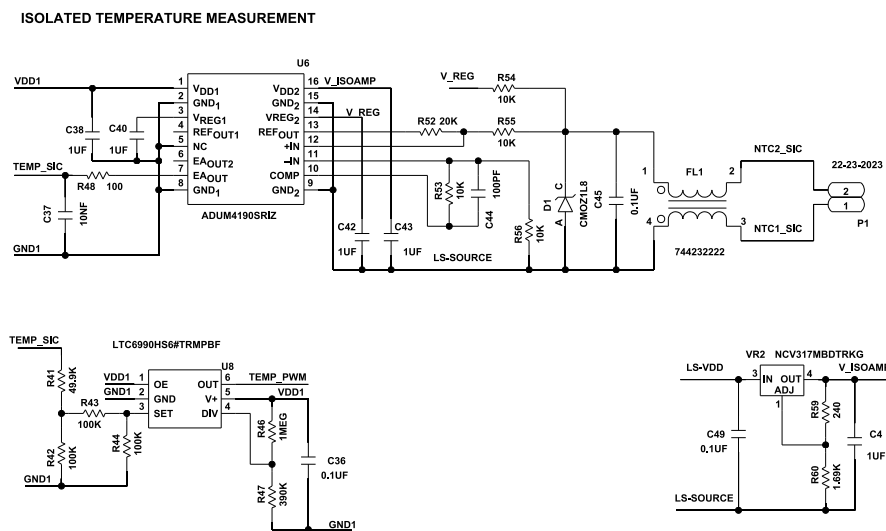 ISOLATED TEMPERATURE MEASUREMENT
U6
VDD1
1 VDD1 VDD2 16 V_ISOAMP
2 GND1 GND2 15
3 VREG1 VREG2 14 V_REG
4 REFOUT1 REFOUT 13
5 NC +IN 12
6 EAOUT2 –IN 11
7 EAOUT COMP 10
8 GND1 GND2 9
ADUM4190SRIZ
C38
1UF
C40
1UF
TEMP_SIC
R48
100
C37
10NF
GND1
V_REG
R54
10K
R52 20K
R55
10K
R53
10K
C44
100PF
R56
10K
C42
1UF
C43
1UF
LS-SOURCE
D1
C
A
CMOZ1L8
C45
0.1UF
FL1
1
2
4
3
744232222
NTC2_SIC
NTC1_SIC
22-23-2023
2
1
P1
TEMP_SIC
R41
49.9K
R43
100K
R42
100K
R44
100K
GND1
LTC6990HS6#TRMPBF
U8
VDD1 1 OE OUT 6 TEMP_PWM
GND1 2 GND V+ 5 VDD1
3 SET DIV 4
R46
1MEG
R47
390K
C36
0.1UF
GND1
VR2 NCV317MBDTRKG
LS-VDD
3 IN OUT 4
ADJ
1
V_ISOAM
R59
240
R60
1.69K
C49
0.1UF
C4
1UF
LS-SOURCE